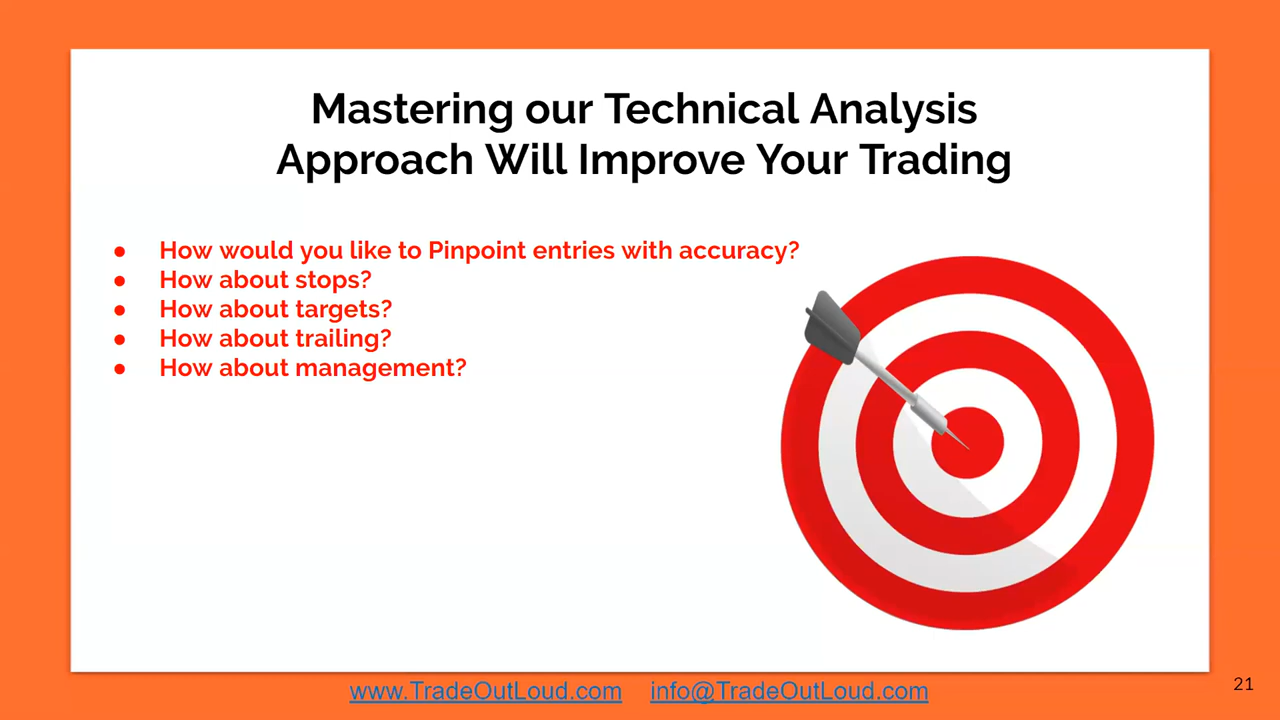 Mastering our Technical Analysis
Approach Will Improve Your Trading
● How would you like to Pinpoint entries with accuracy?
● How about stops?
● How about targets?
● How about trailing?
● How about management?
www.TradeOutLoud.com info@TradeOutLoud.com
21